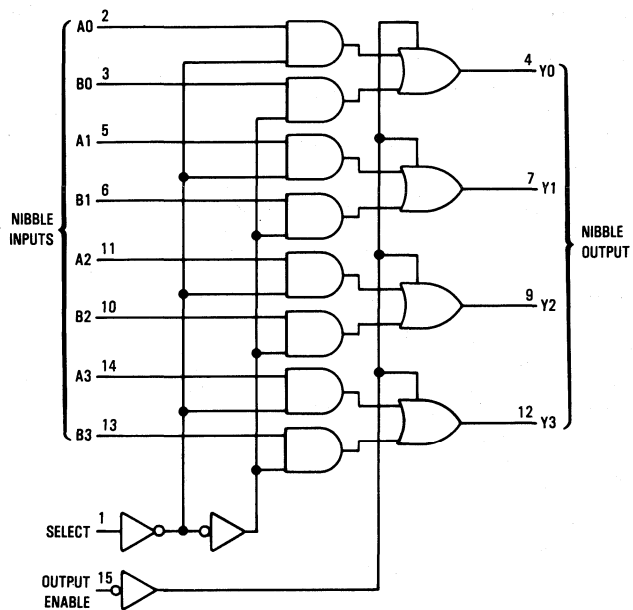 A0 2
B0 3
A1 5
B1 6
A2 11
B2 10
A3 14
B3 13
NIBBLE
INPUTS
4 Y0
7 Y1
9 Y2
12 Y3
NIBBLE
OUTPUT
SELECT 1
OUTPUT 15
ENABLE